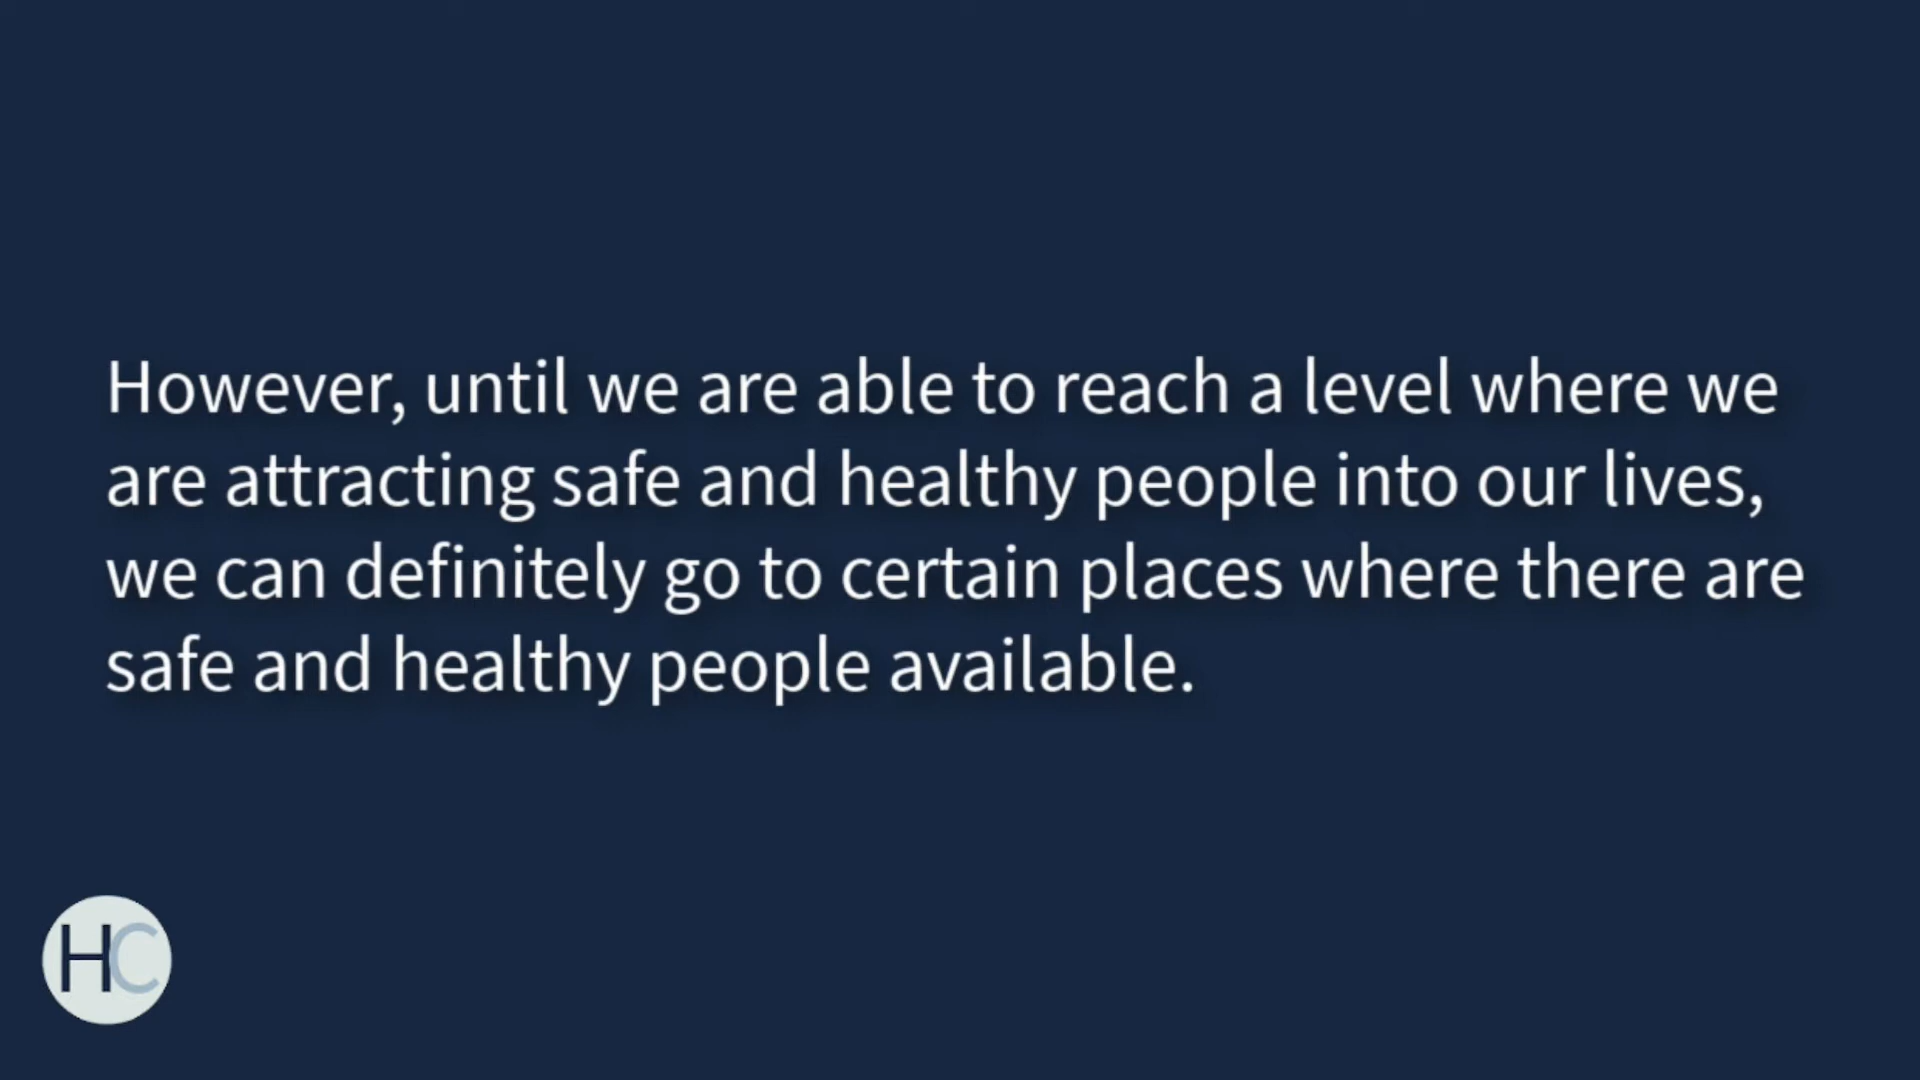 However, until we are able to reach a level where we
are attracting safe and healthy people into our lives,
we can definitely go to certain places where there are
safe and healthy people available.
HC